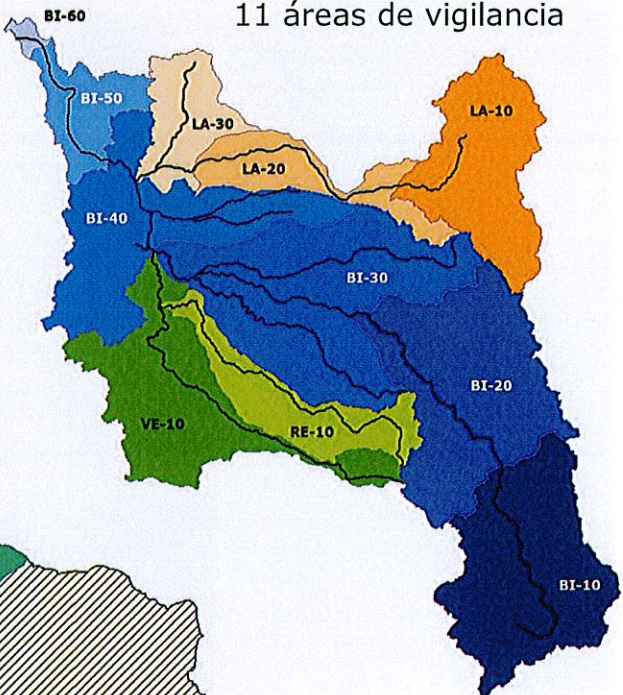 11 áreas de vigilancia
BI-60
BI-50
LA-30
LA-10
LA-20
BI-40
BI-30
BI-20
VE-10
RE-10
BI-10